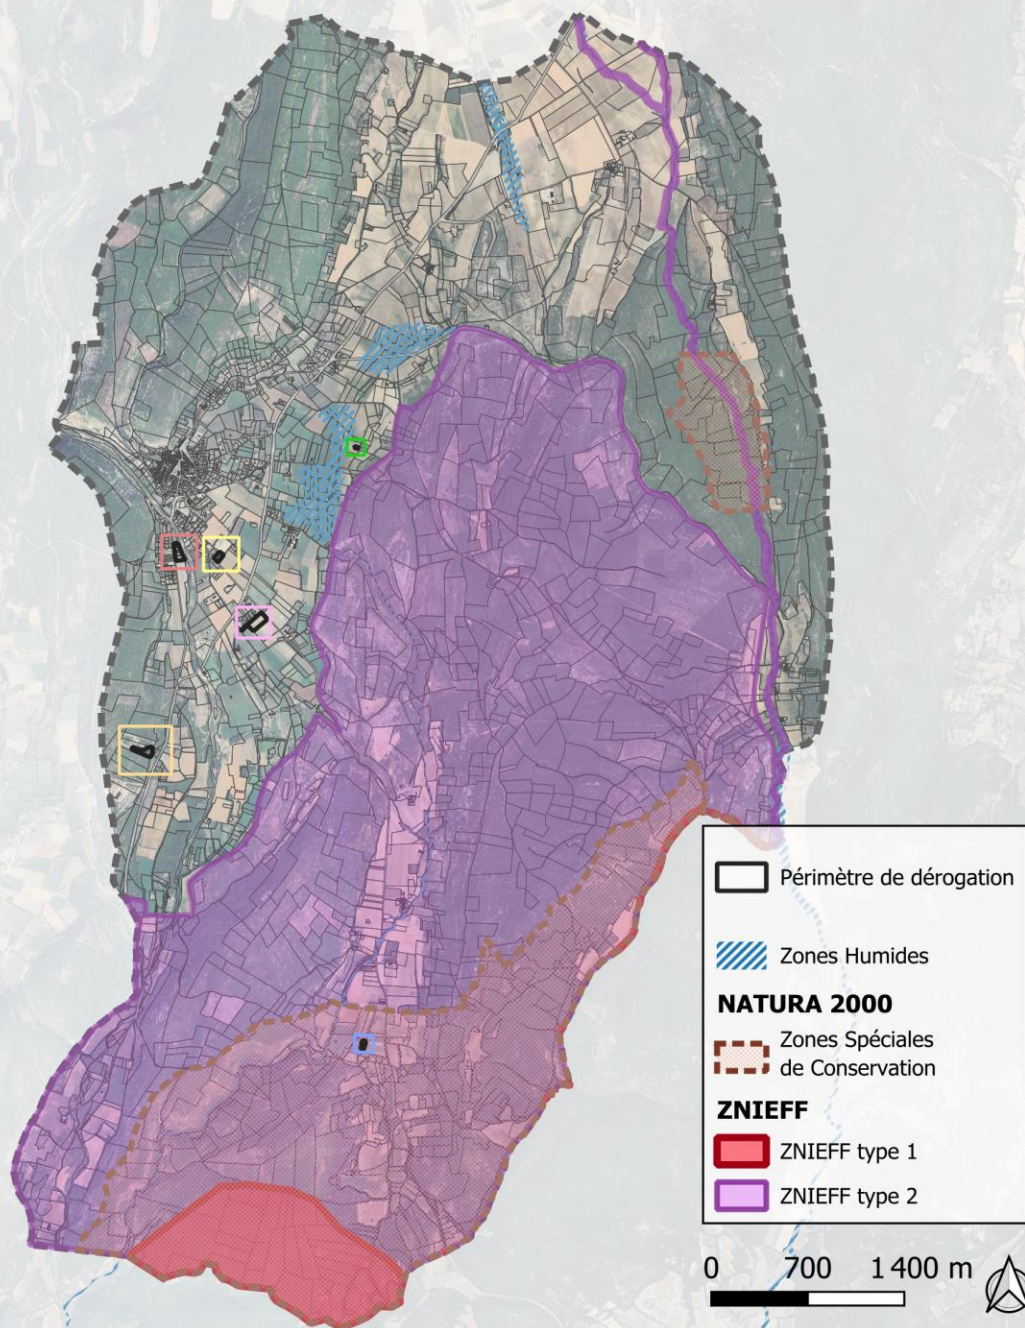 Périmètre de dérogation
Zones Humides
NATURA 2000
Zones Spéciales
de Conservation
ZNIEFF
ZNIEFF type 1
ZNIEFF type 2
0 700 1 400 m